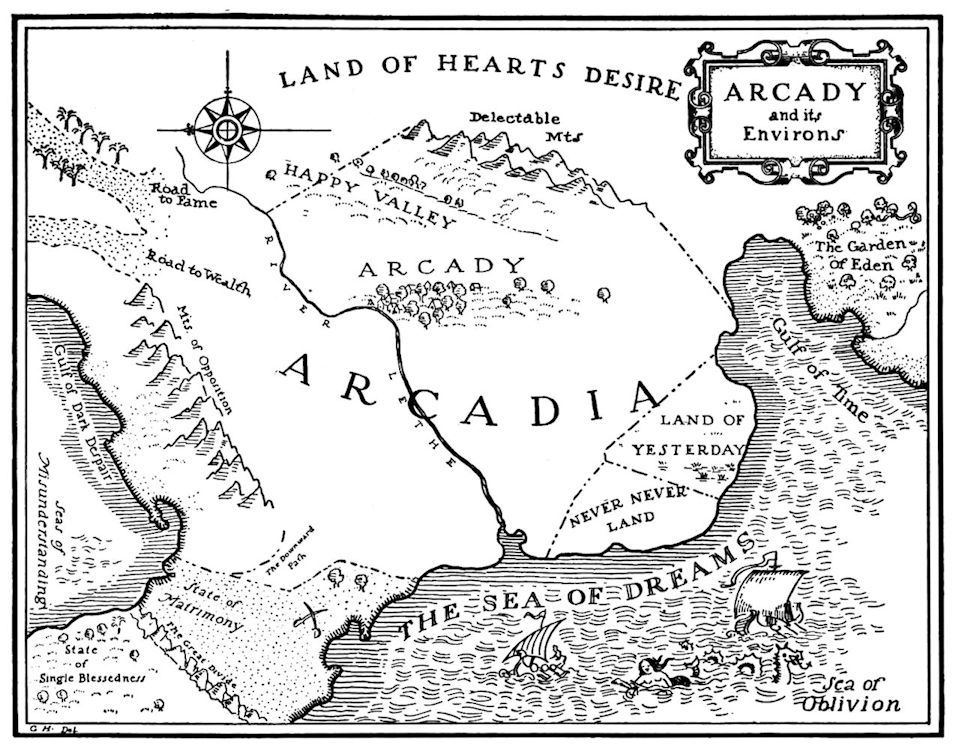 LAND OF HEARTS DESIRE
ARCADY
and its
Environs
Delectable
Mts
HAPPY VALLEY
Road
to Fame
The Garden
of Eden
Road to Wealth
RIVER LETHE
ARCADY
Mts. of Opposition
Gulf of Dark Despair
Gulf of Time
ARCADIA
LAND OF
YESTERDAY
NEVER NEVER
LAND
Seas of
Misunderstanding
The Downward
Path
THE SEA OF DREAMS
State of
Matrimony
The Great Divide
State
of
Single Blessedness
Sea of
Oblivion
G. H. Del.